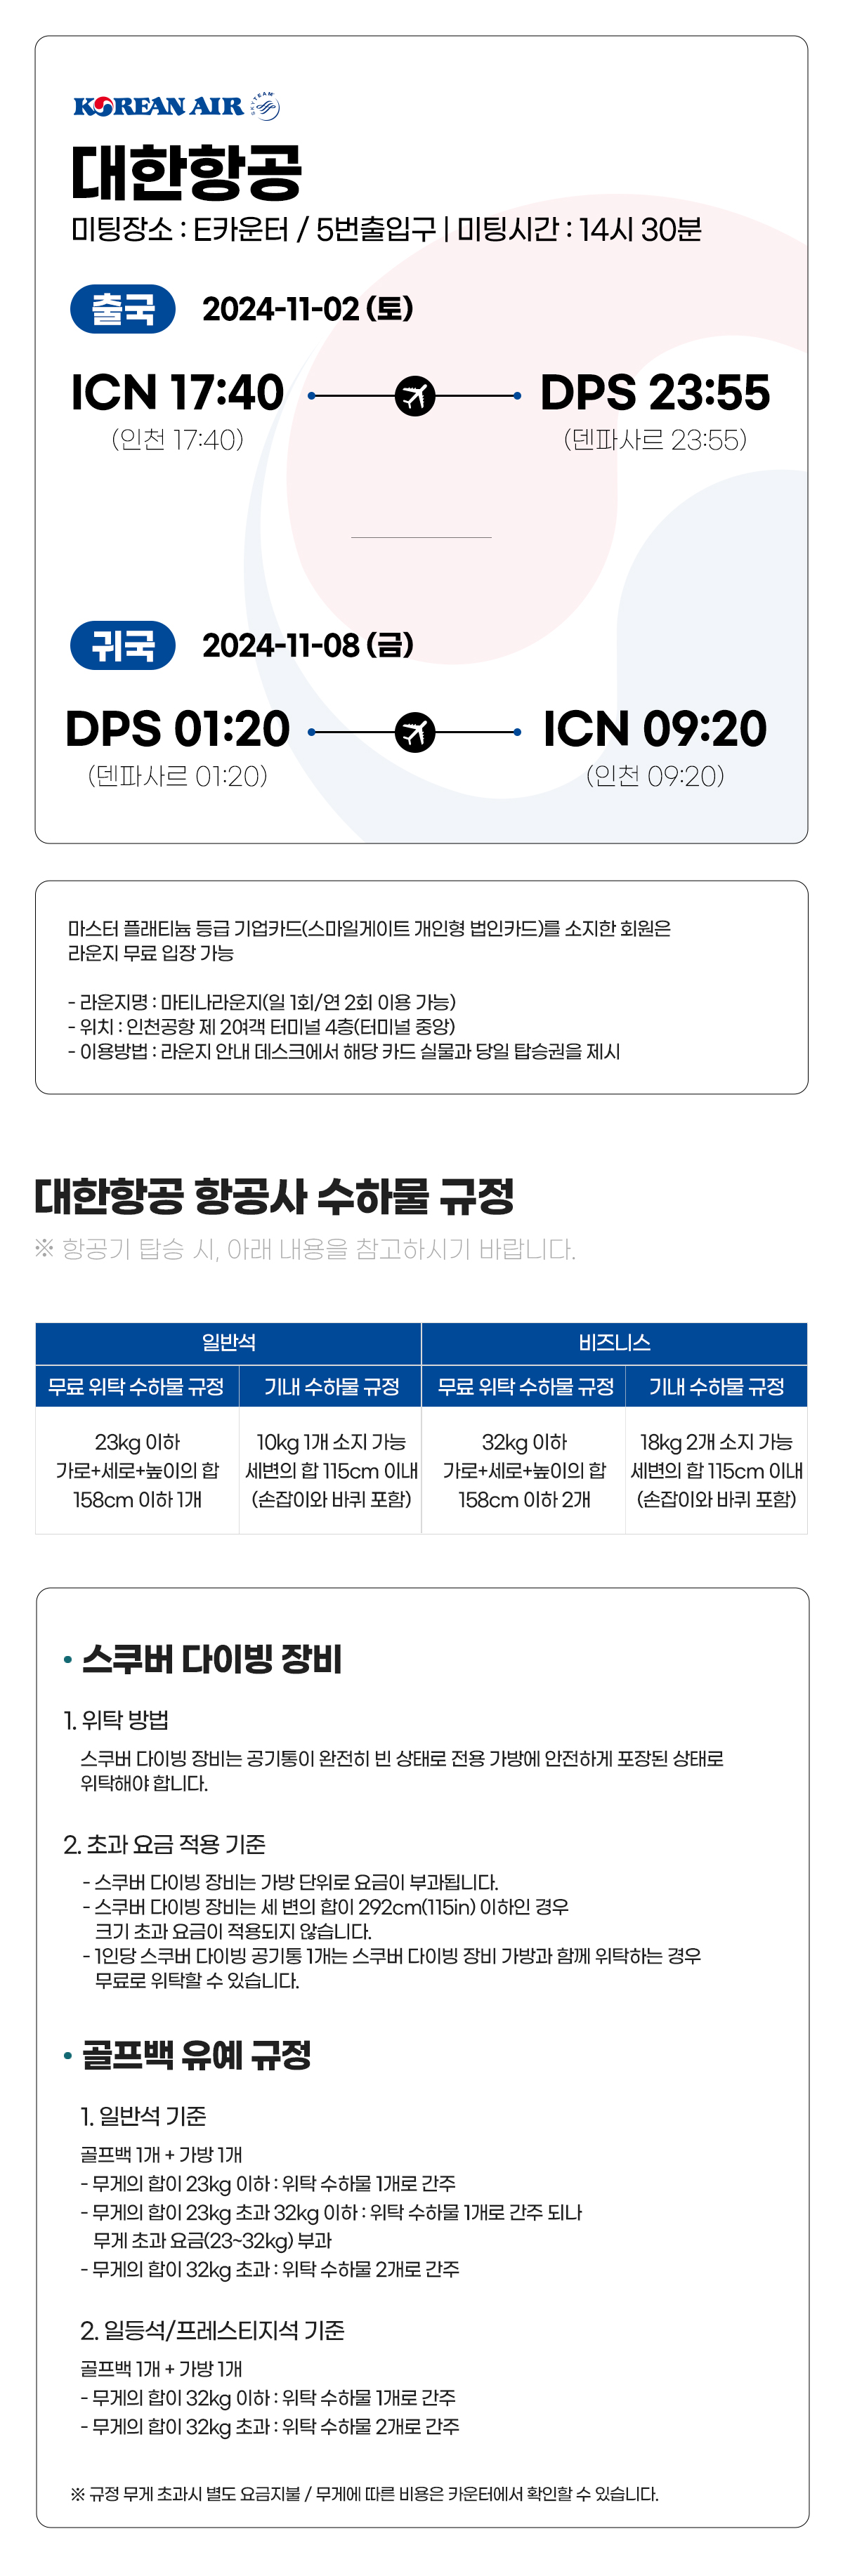 KOREAN AIR SKYTEAM
대한항공
미팅장소 : E카운터 / 5번출입구 | 미팅시간 : 14시 30분
출국 2024-11-02 (토)
ICN 17:40 DPS 23:55
(인천 17:40) (덴파사르 23:55)
귀국 2024-11-08 (금)
DPS 01:20 ICN 09:20
(덴파사르 01:20) (인천 09:20)
마스터 플래티늄 등급 기업카드(스마일게이트 개인형 법인카드)를 소지한 회원은
라운지 무료 입장 가능
- 라운지명 : 마티나라운지(일 1회/연 2회 이용 가능)
- 위치 : 인천공항 제 2여객 터미널 4층(터미널 중앙)
- 이용방법 : 라운지 안내 데스크에서 해당 카드 실물과 당일 탑승권을 제시
대한항공 항공사 수하물 규정
※ 항공기 탑승 시, 아래 내용을 참고하시기 바랍니다.
일반석 비즈니스
무료 위탁 수하물 규정 기내 수하물 규정 무료 위탁 수하물 규정 기내 수하물 규정
23kg 이하 10kg 1개 소지 가능 32kg 이하 18kg 2개 소지 가능
가로+세로+높이의 합 세변의 합 115cm 이내 가로+세로+높이의 합 세변의 합 115cm 이내
158cm 이하 1개 (손잡이와 바퀴 포함) 158cm 이하 2개 (손잡이와 바퀴 포함)
• 스쿠버 다이빙 장비
1. 위탁 방법
스쿠버 다이빙 장비는 공기통이 완전히 빈 상태로 전용 가방에 안전하게 포장된 상태로
위탁해야 합니다.
2. 초과 요금 적용 기준
- 스쿠버 다이빙 장비는 가방 단위로 요금이 부과됩니다.
- 스쿠버 다이빙 장비는 세 변의 합이 292cm(115in) 이하인 경우
크기 초과 요금이 적용되지 않습니다.
- 1인당 스쿠버 다이빙 공기통 1개는 스쿠버 다이빙 장비 가방과 함께 위탁하는 경우
무료로 위탁할 수 있습니다.
• 골프백 유예 규정
1. 일반석 기준
골프백 1개 + 가방 1개
- 무게의 합이 23kg 이하 : 위탁 수하물 1개로 간주
- 무게의 합이 23kg 초과 32kg 이하 : 위탁 수하물 1개로 간주 되나
무게 초과 요금(23~32kg) 부과
- 무게의 합이 32kg 초과 : 위탁 수하물 2개로 간주
2. 일등석/프레스티지석 기준
골프백 1개 + 가방 1개
- 무게의 합이 32kg 이하 : 위탁 수하물 1개로 간주
- 무게의 합이 32kg 초과 : 위탁 수하물 2개로 간주
※ 규정 무게 초과시 별도 요금지불 / 무게에 따른 비용은 카운터에서 확인할 수 있습니다.